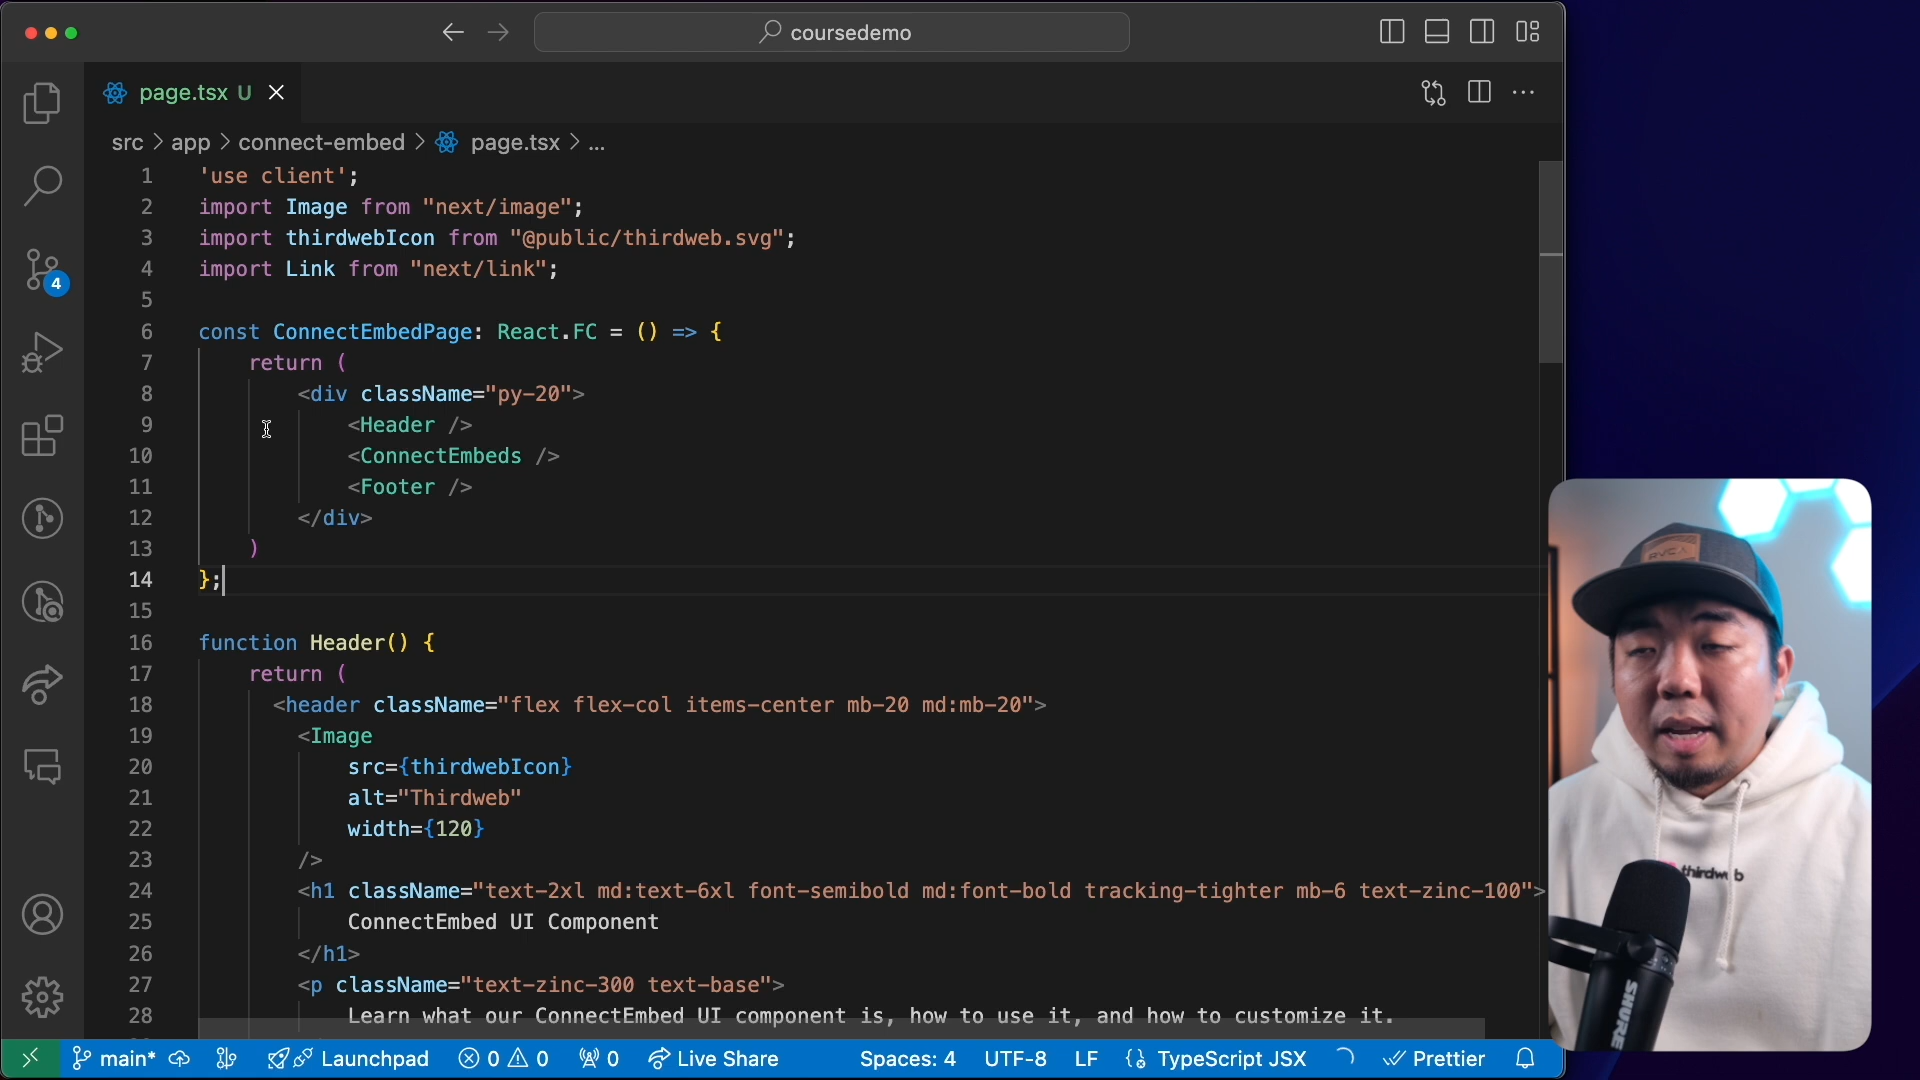 coursedemo
page.tsx U
src > app > connect-embed > page.tsx > ...
1 'use client';
2 import Image from "next/image";
3 import thirdwebIcon from "@public/thirdweb.svg";
4 import Link from "next/link";
5
6 const ConnectEmbedPage: React.FC = () => {
7 return (
8 <div className="py-20">
9 <Header />
10 <ConnectEmbeds />
11 <Footer />
12 </div>
13 )
14 };
15
16 function Header() {
17 return (
18 <header className="flex flex-col items-center mb-20 md:mb-20">
19 <Image
20 src={thirdwebIcon}
21 alt="Thirdweb"
22 width={120}
23 />
24 <h1 className="text-2xl md:text-6xl font-semibold md:font-bold tracking-tighter mb-6 text-zinc-100">
25 ConnectEmbed UI Component
26 </h1>
27 <p className="text-zinc-300 text-base">
28 Learn what our ConnectEmbed UI component is, how to use it, and how to customize it.
4
main* Launchpad 0 0 0 Live Share Spaces: 4 UTF-8 LF {} TypeScript JSX Prettier
RVCA
thirdweb
SHURE